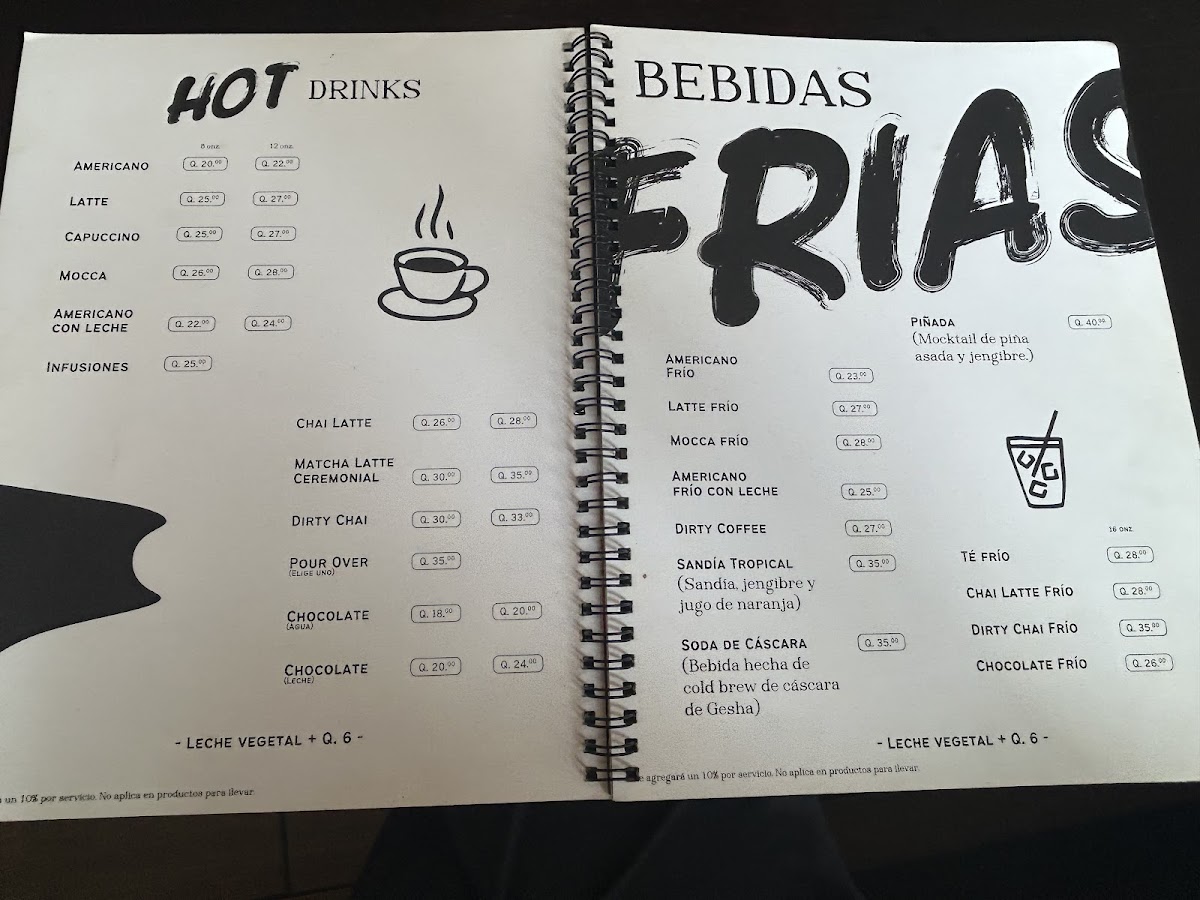 HOT DRINKS
8 onz. 12 onz.
AMERICANO Q. 20.00 Q. 22.00
LATTE Q. 25.00 Q. 27.00
CAPUCCINO Q. 25.00 Q. 27.00
MOCCA Q. 26.00 Q. 28.00
AMERICANO
CON LECHE Q. 22.00 Q. 24.00
INFUSIONES Q. 25.00
CHAI LATTE Q. 26.00 Q. 28.00
MATCHA LATTE
CEREMONIAL Q. 30.00 Q. 35.00
DIRTY CHAI Q. 30.00 Q. 33.00
POUR OVER Q. 35.00
(ELIGE UNO)
CHOCOLATE Q. 18.00 Q. 20.00
(AGUA)
CHOCOLATE Q. 20.00 Q. 24.00
(LECHE)
- LECHE VEGETAL + Q. 6 -
un 10% por servicio. No aplica en productos para llevar.
BEBIDAS
FRIAS
PIÑADA Q. 40.00
(Mocktail de piña
asada y jengibre.)
AMERICANO
FRÍO Q. 23.00
LATTE FRÍO Q. 27.00
MOCCA FRÍO Q. 28.00
AMERICANO
FRÍO CON LECHE Q. 25.00
DIRTY COFFEE Q. 27.00
SANDÍA TROPICAL Q. 35.00
(Sandía, jengibre y
jugo de naranja)
SODA DE CÁSCARA Q. 35.00
(Bebida hecha de
cold brew de cáscara
de Gesha)
16 ONZ.
TÉ FRÍO Q. 28.00
CHAI LATTE FRÍO Q. 28.00
DIRTY CHAI FRÍO Q. 35.00
CHOCOLATE FRÍO Q. 26.00
- LECHE VEGETAL + Q. 6 -
agregará un 10% por servicio. No aplica en productos para llevar.